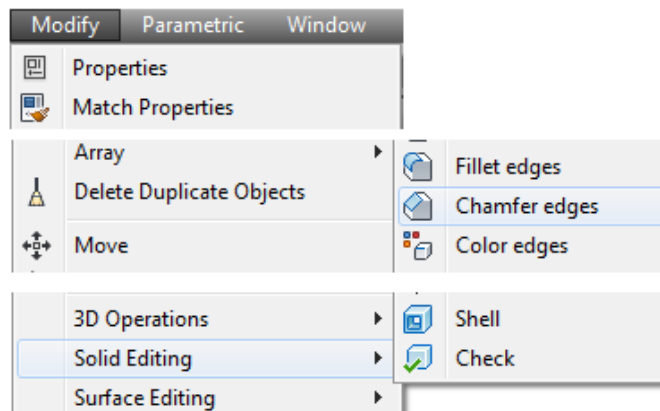 Modify Parametric Window
Properties
Match Properties
Array
Delete Duplicate Objects
Move
Fillet edges
Chamfer edges
Color edges
3D Operations
Solid Editing
Surface Editing
Shell
Check